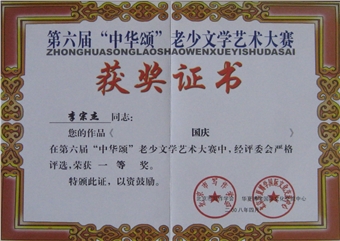 第六届“中华颂”老少文学艺术大赛
ZHONGHUASONGLAOSHAOWENXUEYISHUDASAI
获奖证书
李宗志 同志:
您的作品《 国庆 》
在第六届“中华颂”老少文学艺术大赛中,经评委会严格
评选,荣获 一 等 奖。
特颁此证,以资鼓励。